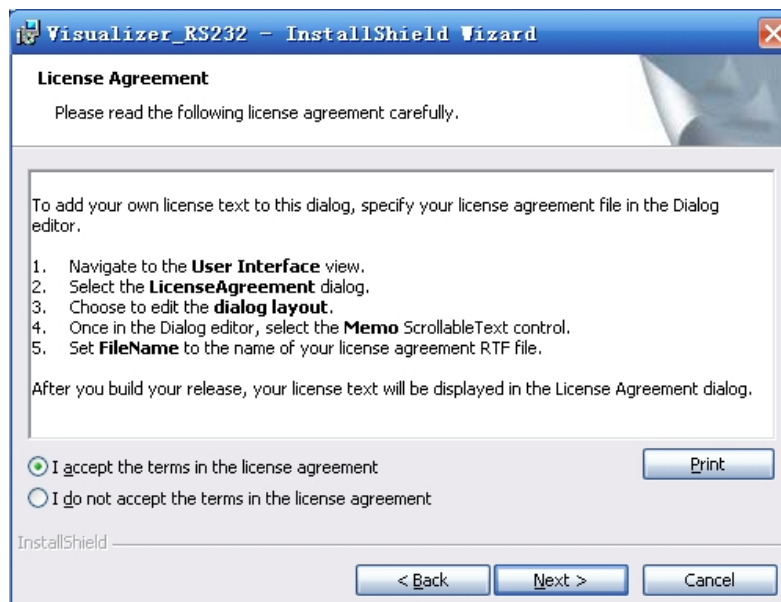 Visualizer_RS232 - InstallShield Wizard
License Agreement
Please read the following license agreement carefully.
To add your own license text to this dialog, specify your license agreement file in the Dialog
editor.
1. Navigate to the User Interface view.
2. Select the LicenseAgreement dialog.
3. Choose to edit the dialog layout.
4. Once in the Dialog editor, select the Memo ScrollableText control.
5. Set FileName to the name of your license agreement RTF file.
After you build your release, your license text will be displayed in the License Agreement dialog.
I accept the terms in the license agreement
Print
I do not accept the terms in the license agreement
InstallShield
< Back Next > Cancel